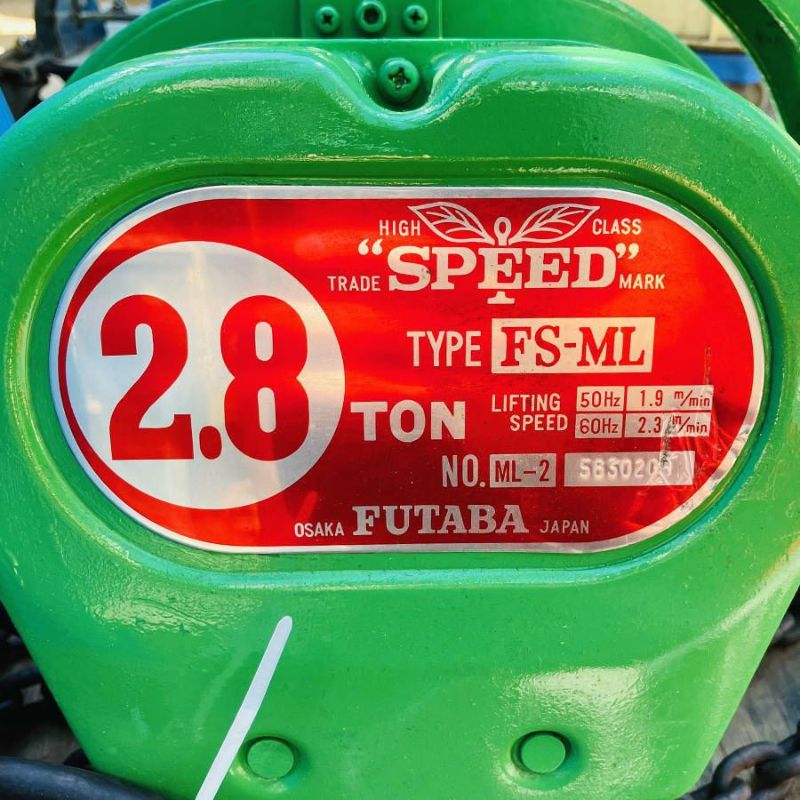 HIGH CLASS
TRADE "SPEED" MARK
TYPE FS-ML
2.8 TON
LIFTING SPEED
50Hz 1.9 m/min
60Hz 2.3 m/min
NO. ML-2
OSAKA FUTABA JAPAN